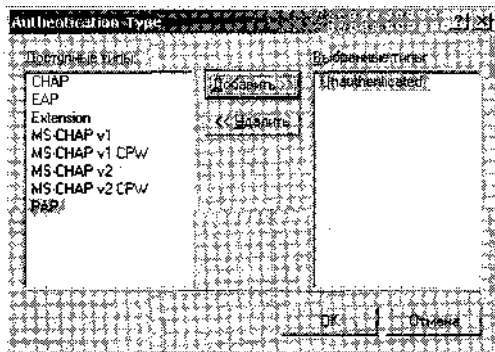 Authentication Type
Доступные типы:
Выбранные типы:
CHAP
EAP
Extension
MS-CHAP v1
MS-CHAP v1 CPW
MS-CHAP v2
MS-CHAP v2 CPW
PAP
Добавить >>
<< Удалить
Unauthenticated
OK
Отмена